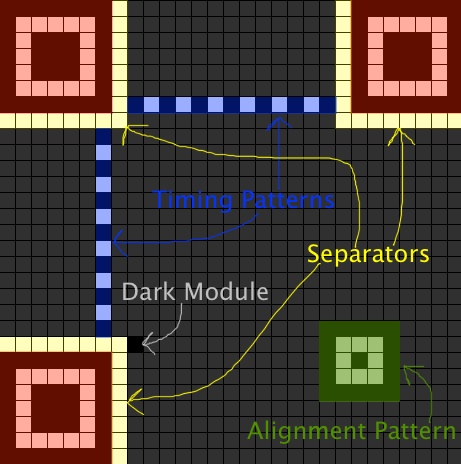 Timing Patterns
Separators
Dark Module
Alignment Pattern